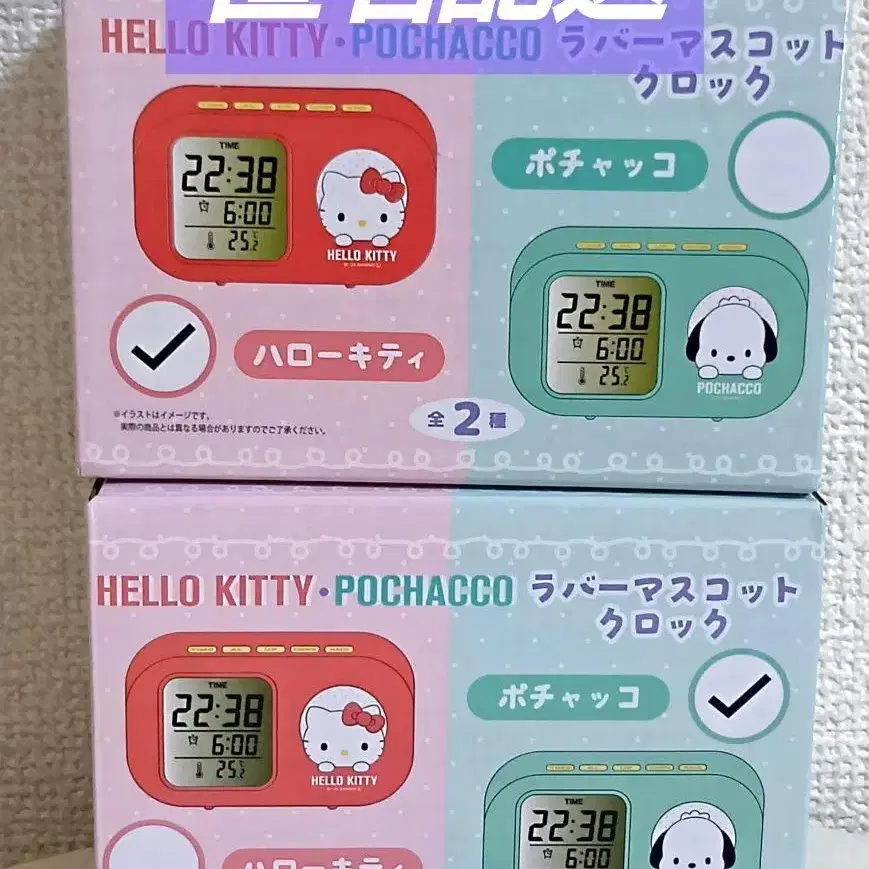 HELLO KITTY・POCHACCO ラバーマスコット
クロック
TIME
22:38
6:00
25.2℃
HELLO KITTY
ポチャッコ
TIME
22:38
6:00
25.2℃
POCHACCO
ハローキティ
※イラストはイメージです。
実際の商品とは異なる場合がありますのでご了承ください。
全2種
HELLO KITTY・POCHACCO ラバーマスコット
クロック
TIME
22:38
6:00
25.2℃
HELLO KITTY
ポチャッコ
TIME
22:38
6:00
ハローキティ